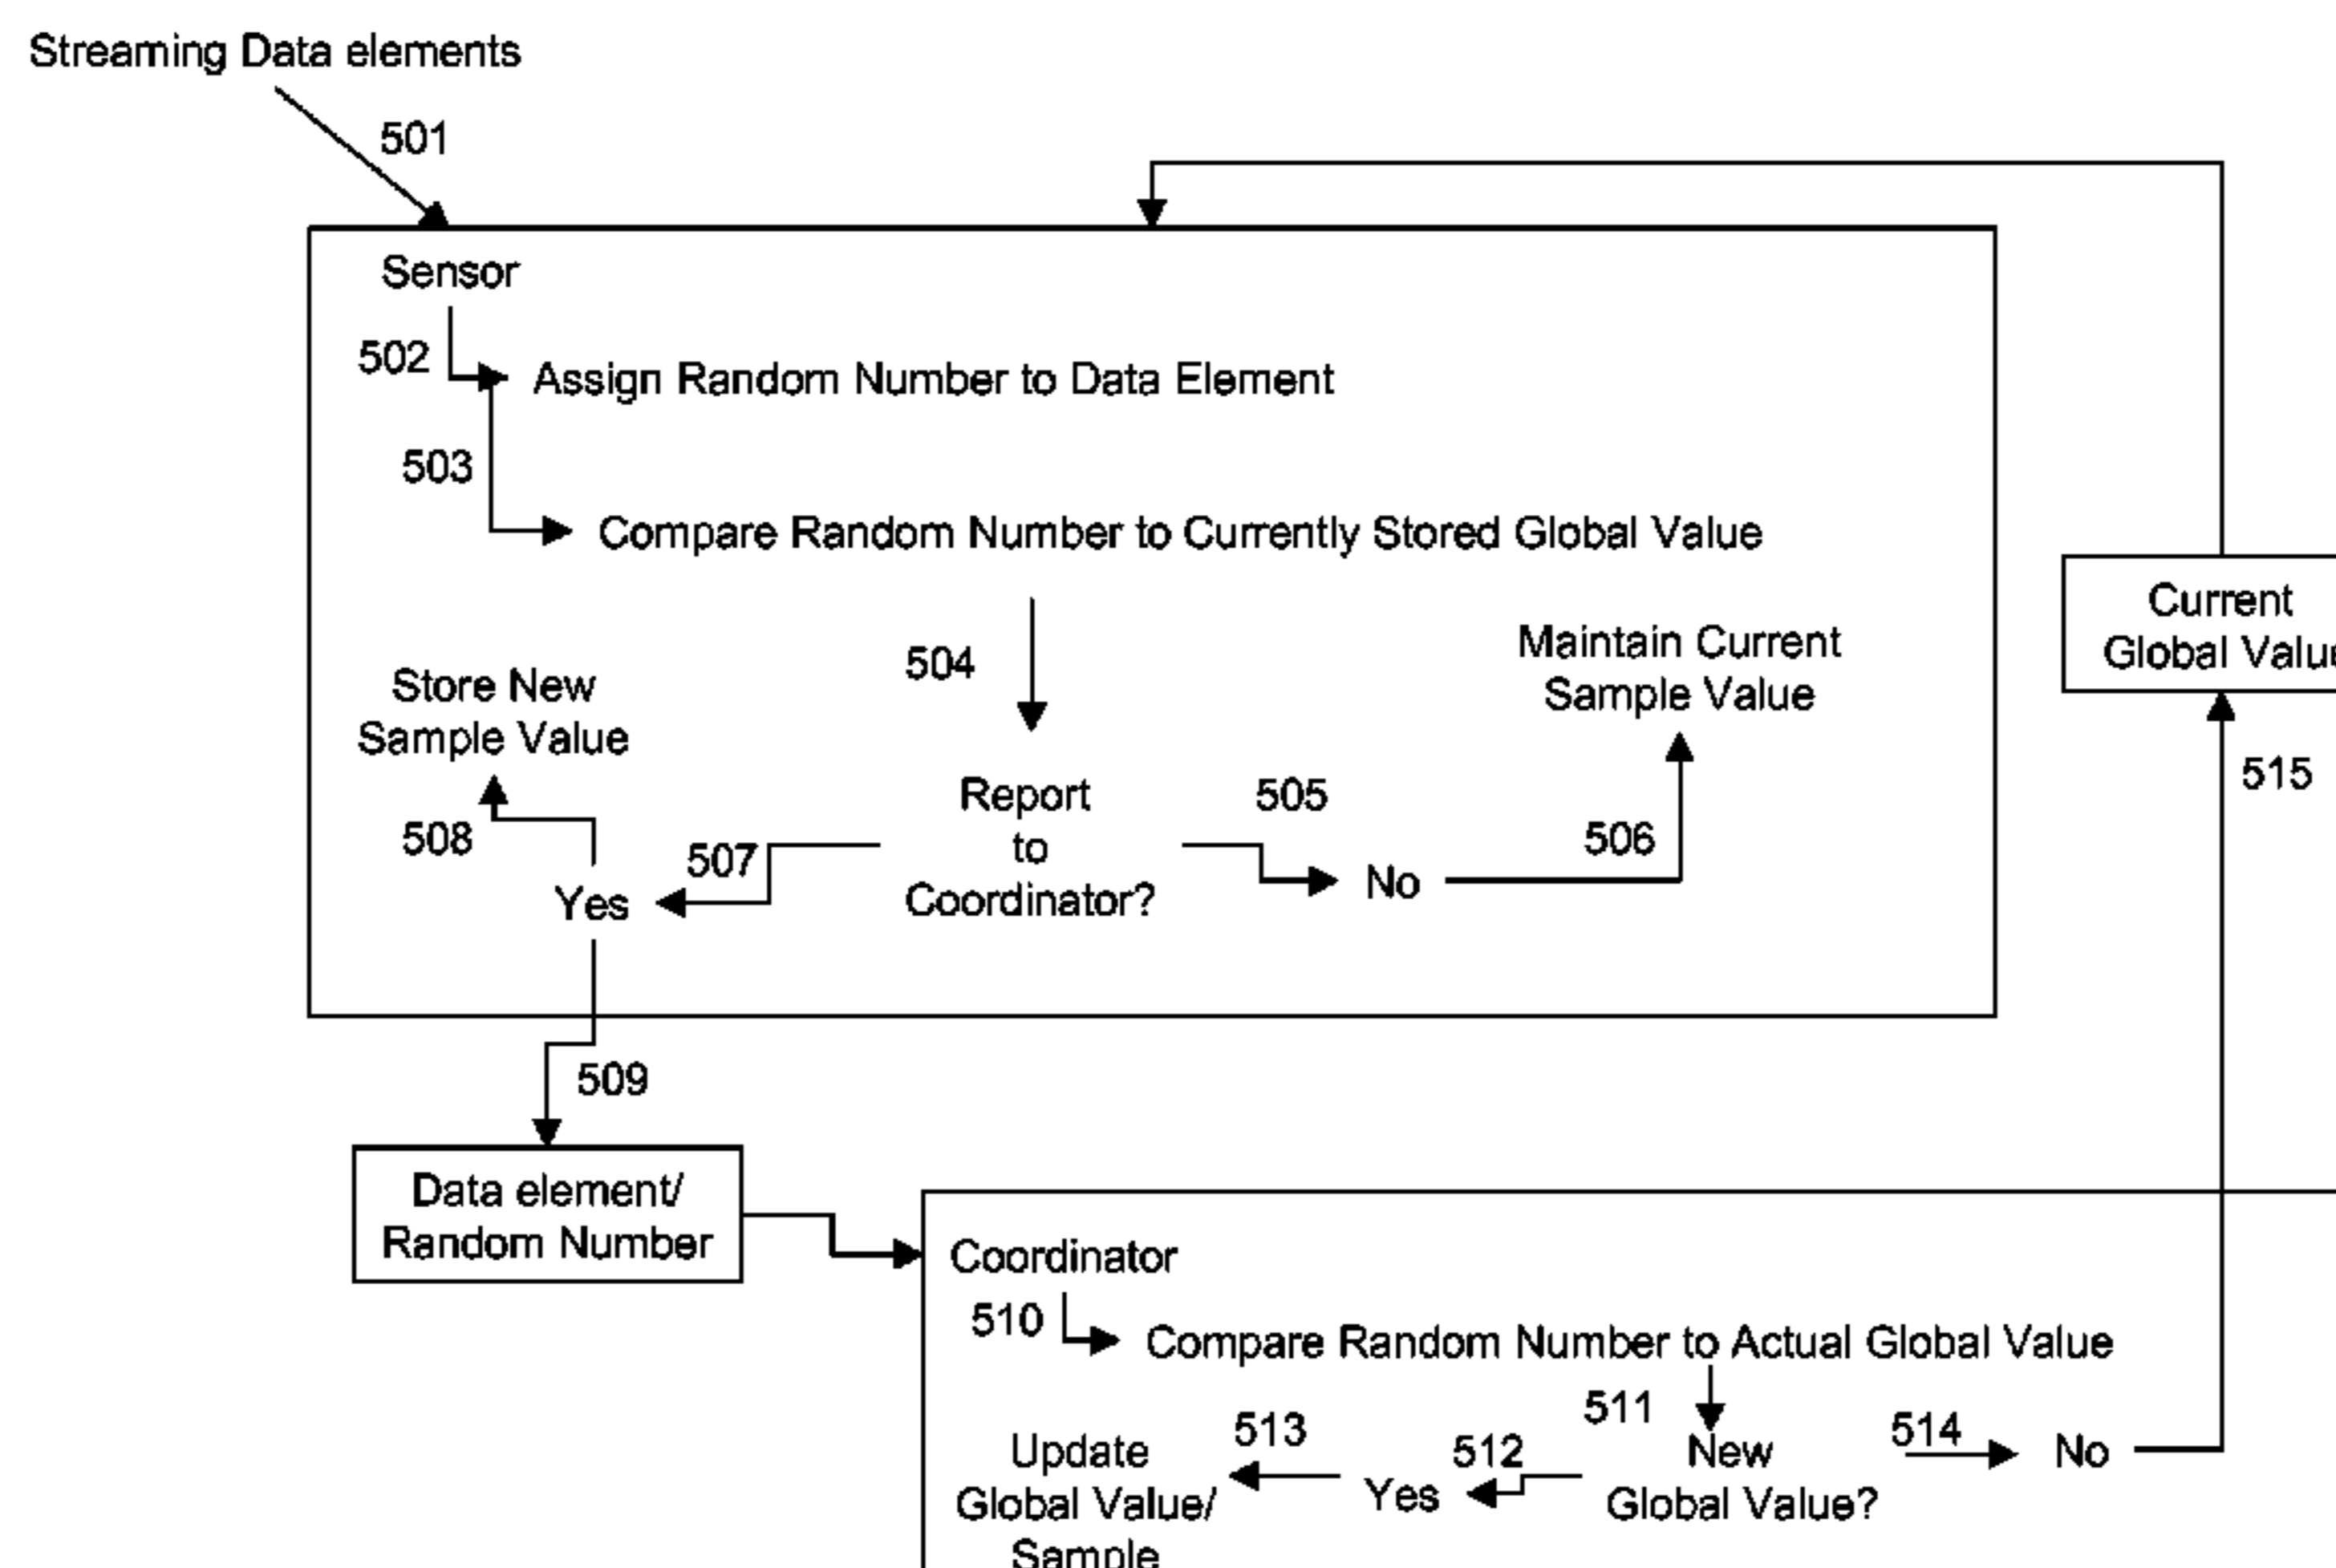 Streaming Data elements
501
Sensor
502
Assign Random Number to Data Element
503
Compare Random Number to Currently Stored Global Value
504
Store New
Sample Value
Maintain Current
Sample Value
Report
to
Coordinator?
505
506
No
507
508
Yes
Current
Global Value
515
509
Data element/
Random Number
Coordinator
510
Compare Random Number to Actual Global Value
511
New
Global Value?
512
Yes
513
Update
Global Value/
Sample
514
No